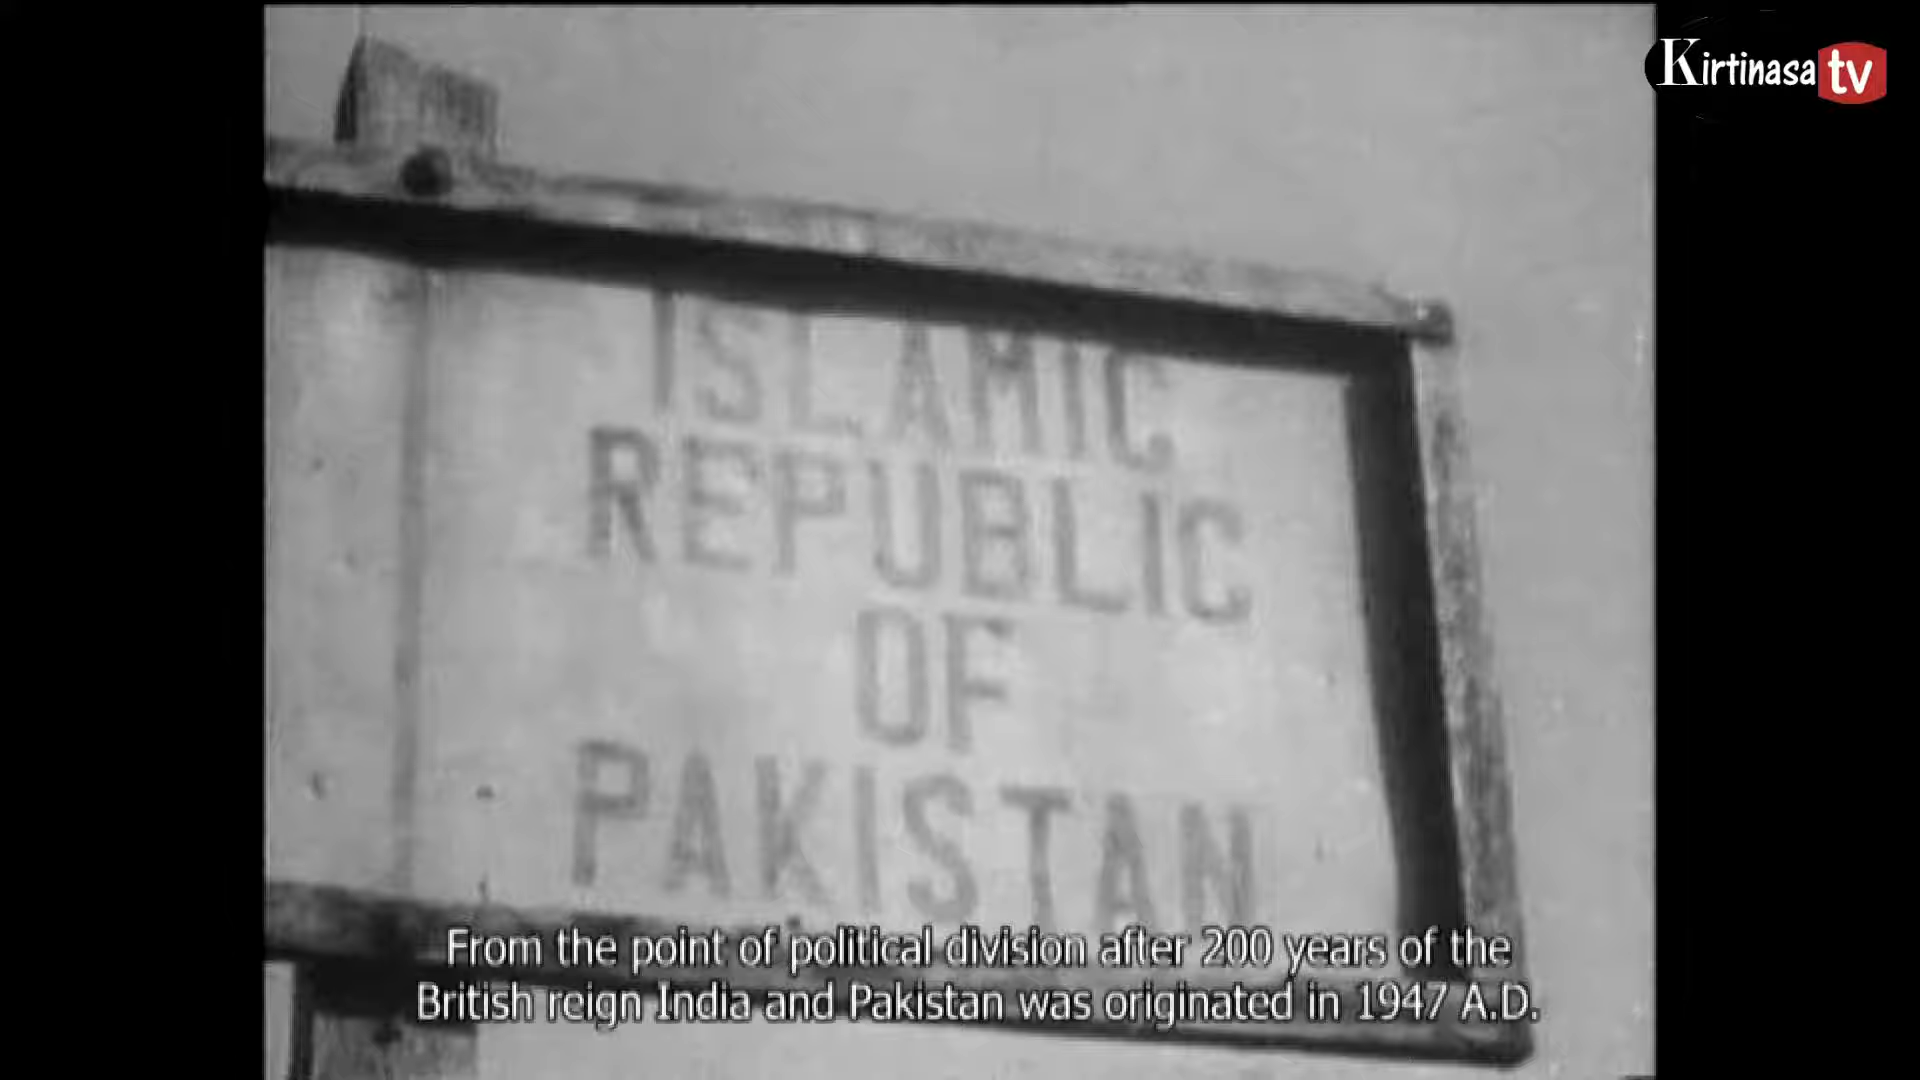 Kirtinasa tv
ISLAMIC
REPUBLIC
OF
PAKISTAN
From the point of political division after 200 years of the
British reign India and Pakistan was originated in 1947 A.D.